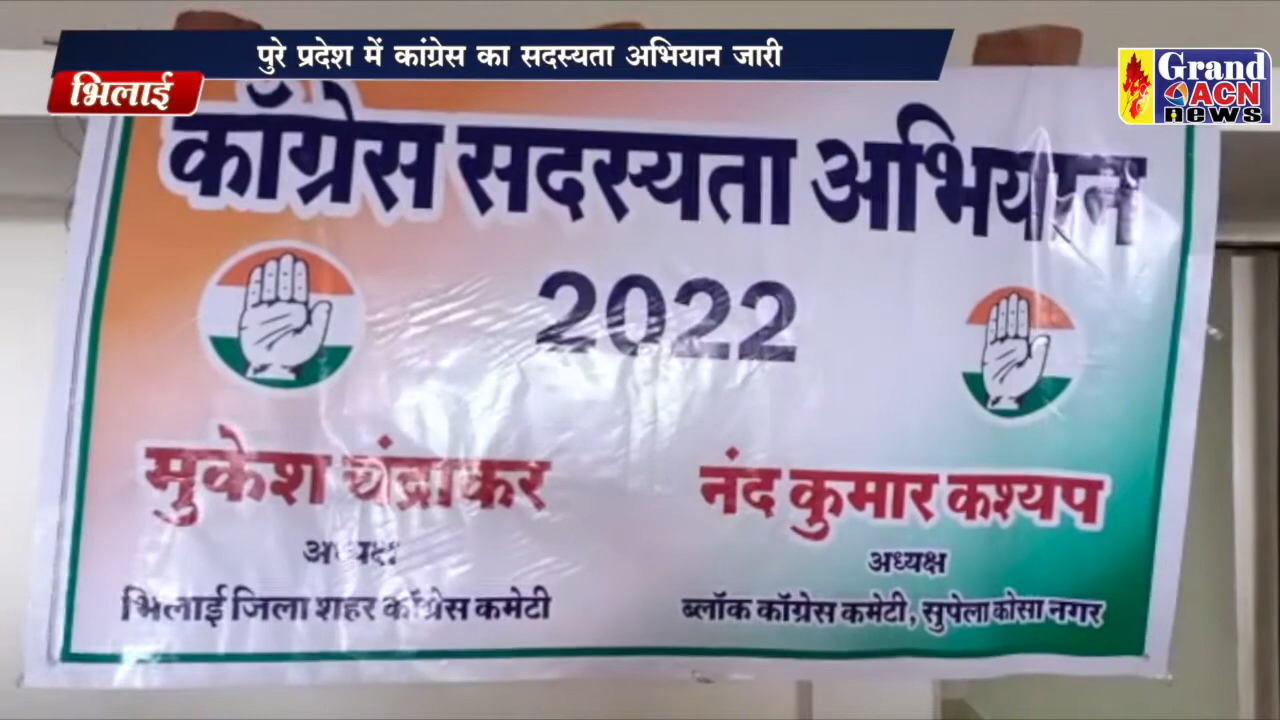 पुरे प्रदेश में कांग्रेस का सदस्यता अभियान जारी
भिलाई
Grand
ACN
news
काँग्रेस सदस्यता अभियान
2022
मुकेश चंद्राकर
अध्यक्ष
भिलाई जिला शहर काँग्रेस कमेटी
नंद कुमार कश्यप
अध्यक्ष
ब्लॉक काँग्रेस कमेटी, सुपेला कोसा नगर